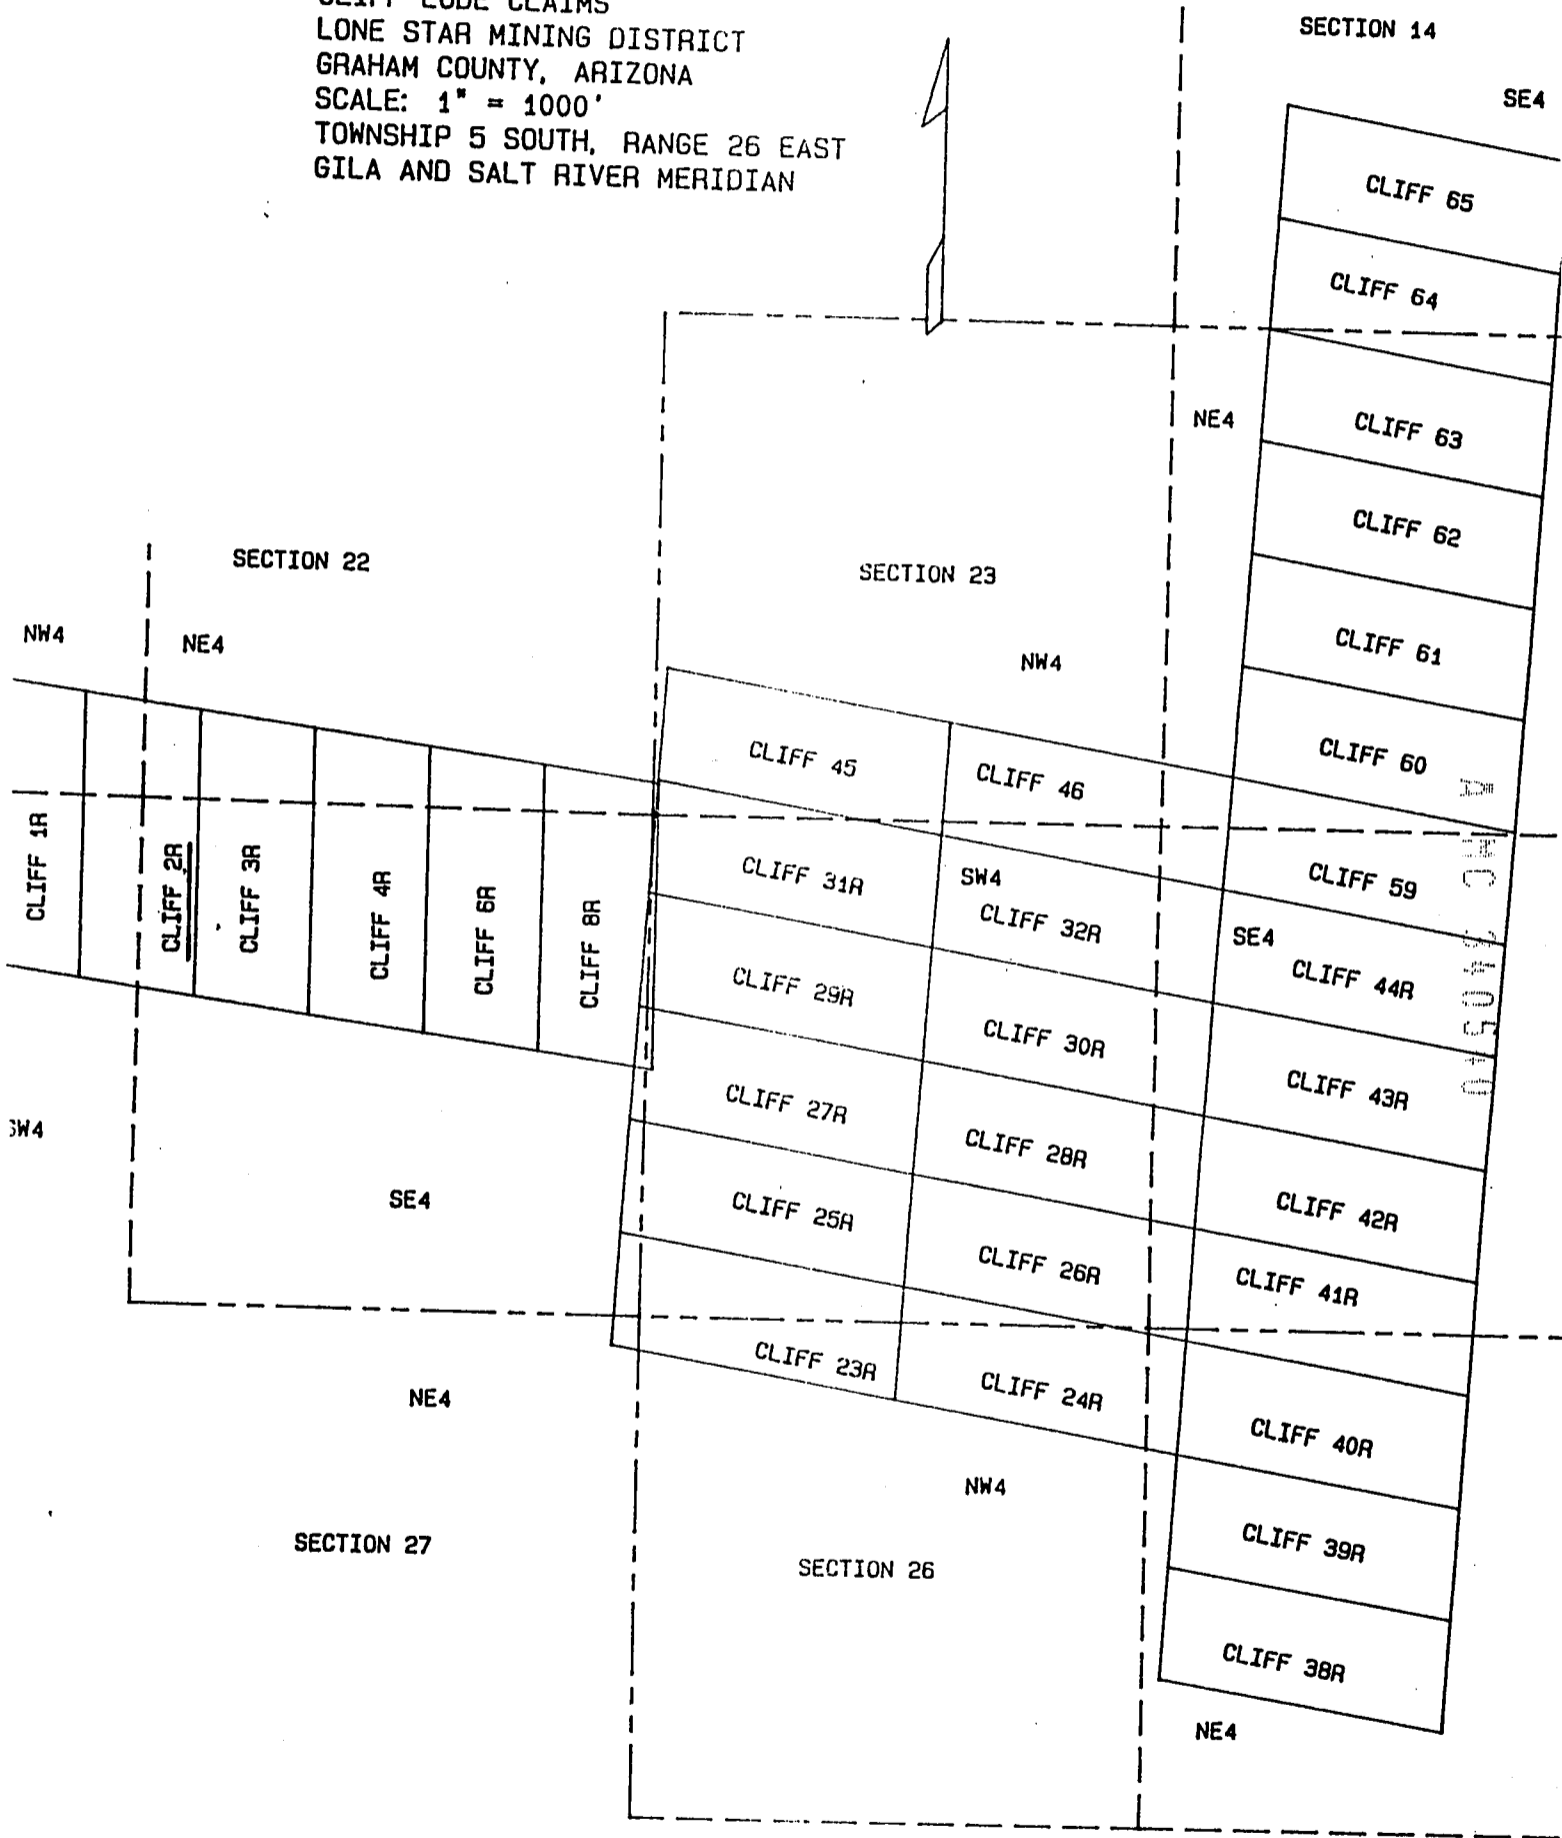 CLIFF LODE CLAIMS
LONE STAR MINING DISTRICT
GRAHAM COUNTY, ARIZONA
SCALE: 1" = 1000'
TOWNSHIP 5 SOUTH, RANGE 26 EAST
GILA AND SALT RIVER MERIDIAN
SECTION 14
SE4
CLIFF 65
CLIFF 64
NE4
CLIFF 63
CLIFF 62
SECTION 22
SECTION 23
NW4
NE4
NW4
CLIFF 61
CLIFF 60
CLIFF 45
CLIFF 46
CLIFF 1R
CLIFF 2R
CLIFF 3R
CLIFF 4R
CLIFF 6R
CLIFF 8R
CLIFF 31R
SW4
CLIFF 32R
CLIFF 59
SE4
CLIFF 44R
CLIFF 29R
CLIFF 30R
CLIFF 43R
CLIFF 27R
CLIFF 28R
SW4
SE4
CLIFF 25R
CLIFF 26R
CLIFF 42R
CLIFF 41R
CLIFF 23R
CLIFF 24R
CLIFF 40R
NE4
NW4
SECTION 27
SECTION 26
CLIFF 39R
CLIFF 38R
NE4